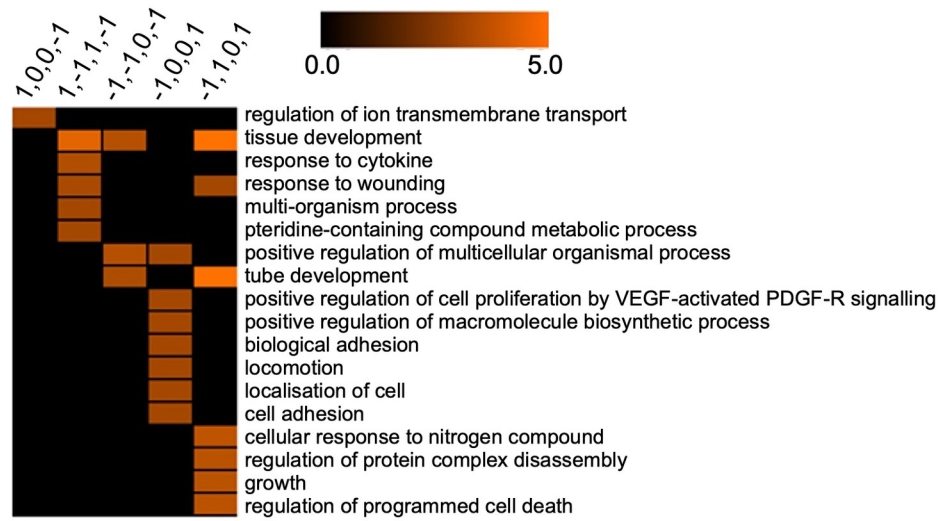 1,0,0,-1
1,-1,1,-1
-1,-1,0,-1
-1,0,0,1
-1,1,0,1
0.0 5.0
regulation of ion transmembrane transport
tissue development
response to cytokine
response to wounding
multi-organism process
pteridine-containing compound metabolic process
positive regulation of multicellular organismal process
tube development
positive regulation of cell proliferation by VEGF-activated PDGF-R signalling
positive regulation of macromolecule biosynthetic process
biological adhesion
locomotion
localisation of cell
cell adhesion
cellular response to nitrogen compound
regulation of protein complex disassembly
growth
regulation of programmed cell death